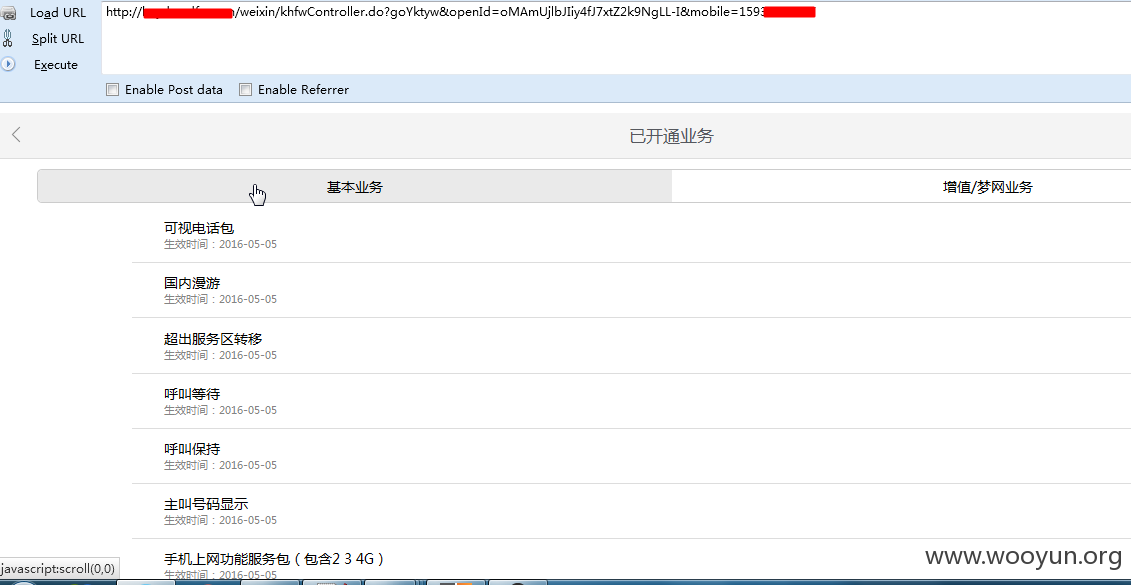 Load URL
http://
/weixin/khfwController.do?goYktyw&openId=oMAmUjlbJIiy4fJ7xtZ2k9NgLL-I&mobile=1593
Split URL
Execute
Enable Post data
Enable Referrer
已开通业务
基本业务
增值/梦网业务
可视电话包
生效时间：2016-05-05
国内漫游
生效时间：2016-05-05
超出服务区转移
生效时间：2016-05-05
呼叫等待
生效时间：2016-05-05
呼叫保持
生效时间：2016-05-05
主叫号码显示
生效时间：2016-05-05
手机上网功能服务包（包含2 3 4G）
生效时间：2016-05-05
javascript:scroll(0,0)
www.wooyun.org